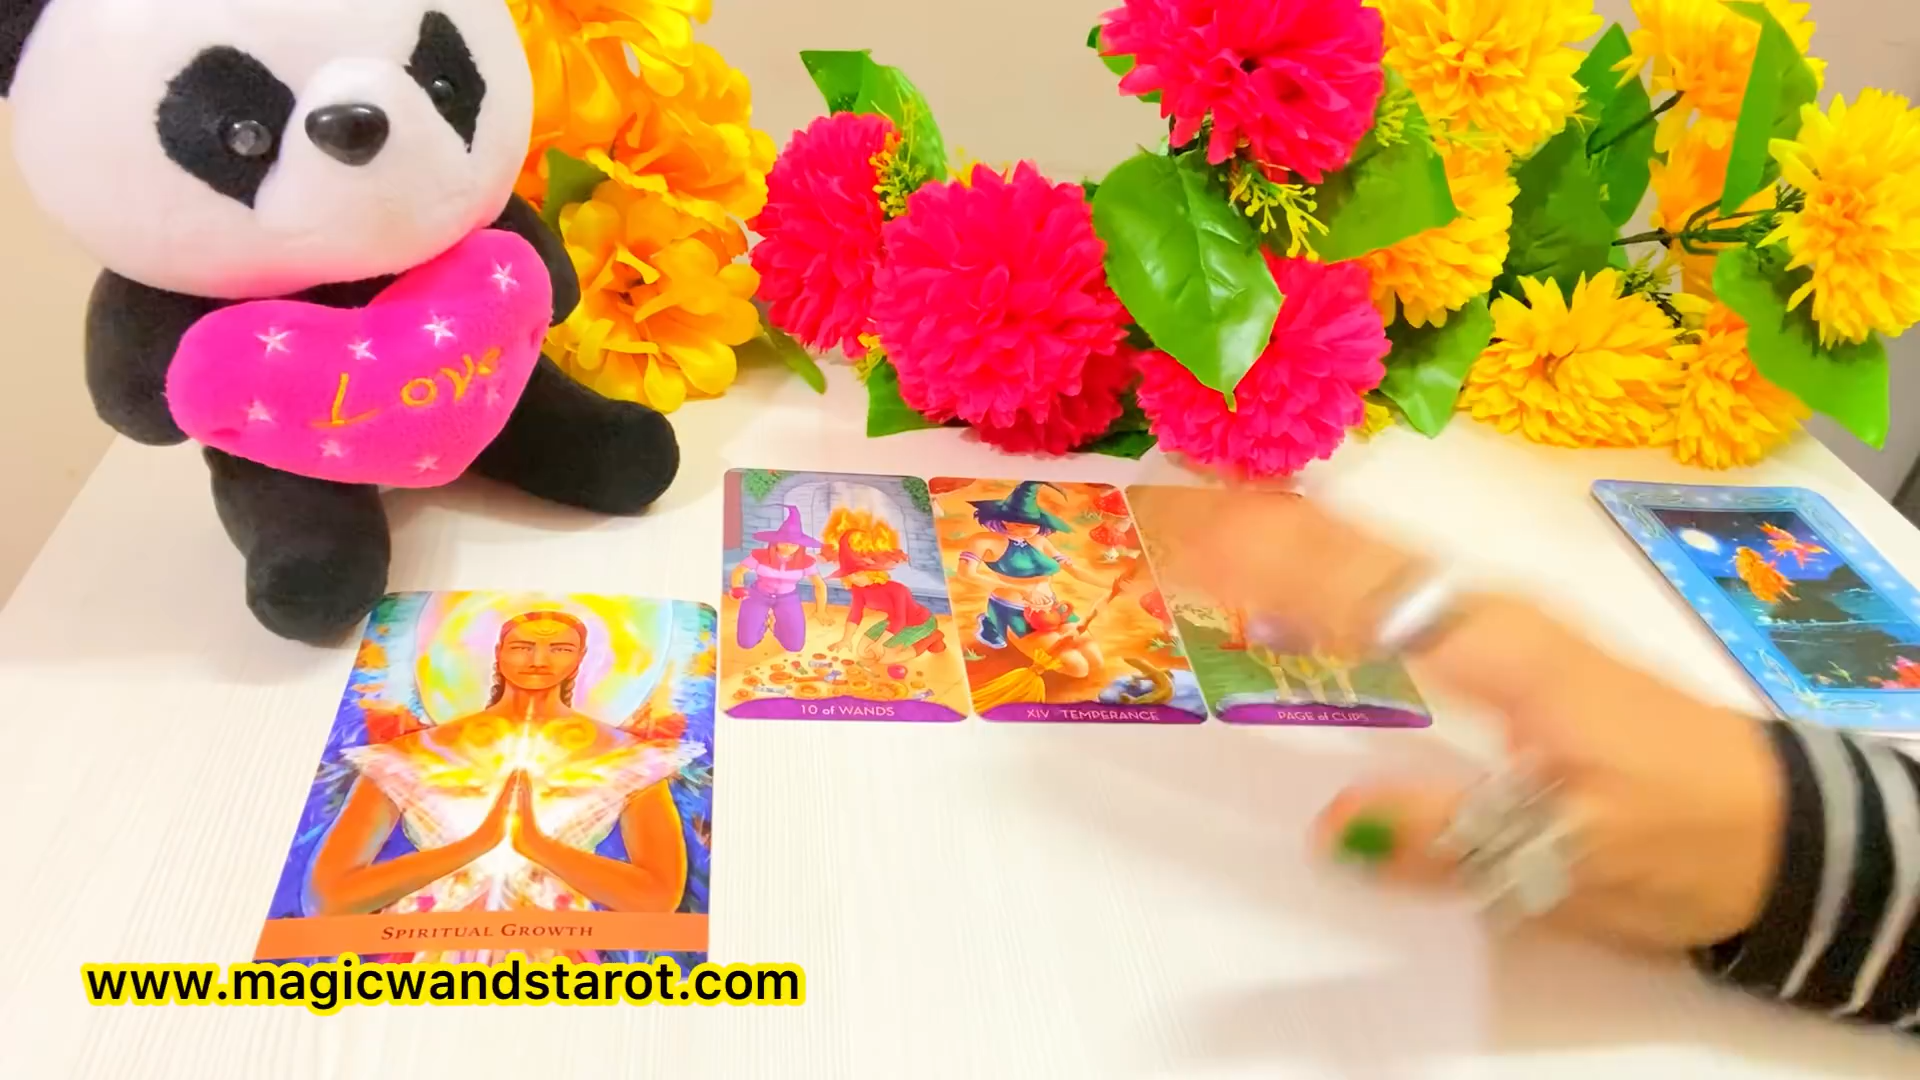 Love
10 of WANDS
XIV TEMPERANCE
PAGE of CUPS
SPIRITUAL GROWTH
www.magicwandstarot.com